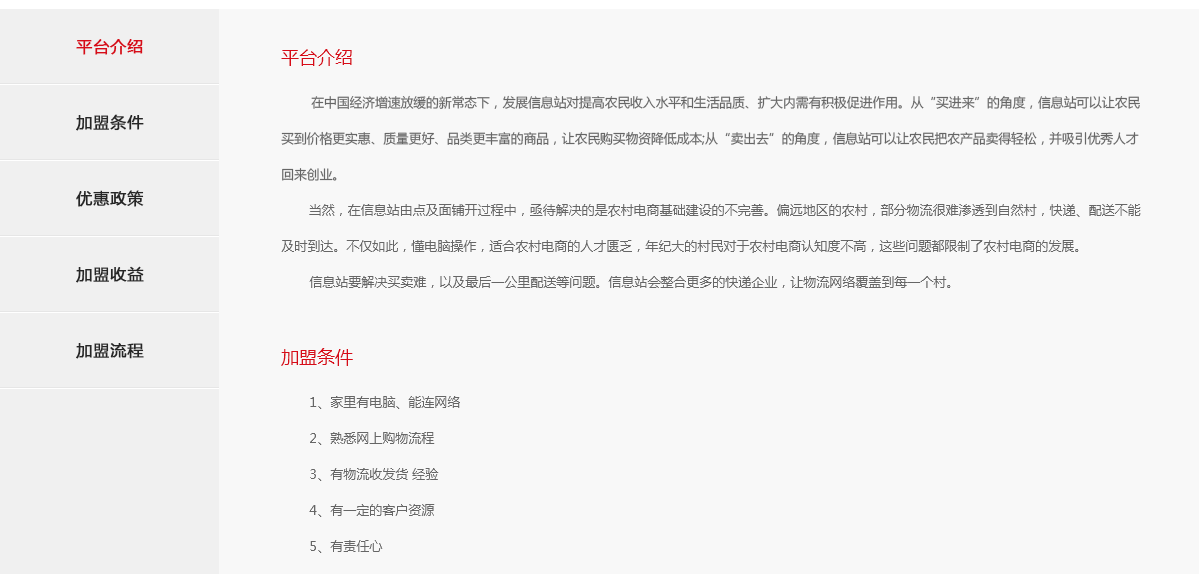 平台介绍
加盟条件
优惠政策
加盟收益
加盟流程
平台介绍
在中国经济增速放缓的新常态下，发展信息站对提高农民收入水平和生活品质、扩大内需有积极促进作用。从“买进来”的角度，信息站可以让农民
买到价格更实惠、质量更好、品类更丰富的商品，让农民购买物资降低成本;从“卖出去”的角度，信息站可以让农民把农产品卖得轻松，并吸引优秀人才
回来创业。
当然，在信息站由点及面铺开过程中，亟待解决的是农村电商基础建设的不完善。偏远地区的农村，部分物流很难渗透到自然村，快递、配送不能
及时到达。不仅如此，懂电脑操作，适合农村电商的人才匮乏，年纪大的村民对于农村电商认知度不高，这些问题都限制了农村电商的发展。
信息站要解决买卖难，以及最后一公里配送等问题。信息站会整合更多的快递企业，让物流网络覆盖到每一个村。
加盟条件
1、家里有电脑、能连网络
2、熟悉网上购物流程
3、有物流收发货 经验
4、有一定的客户资源
5、有责任心